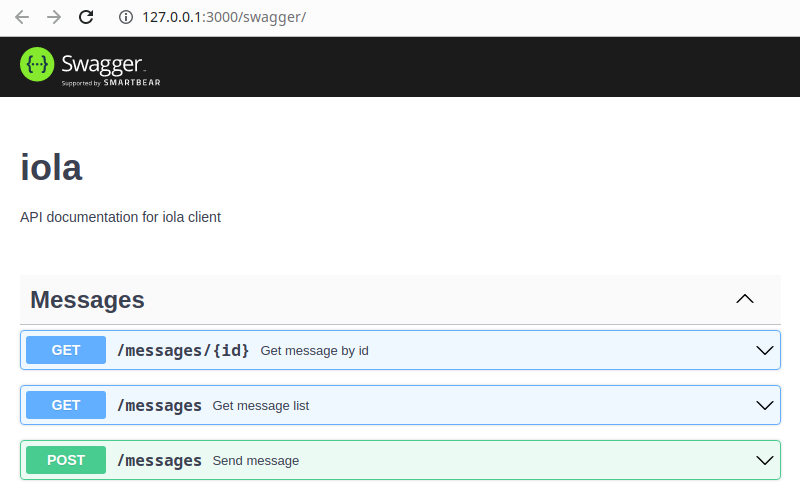 127.0.0.1:3000/swagger/
Swagger.
Supported by SMARTBEAR
iola
API documentation for iola client
Messages
GET /messages/{id} Get message by id
GET /messages Get message list
POST /messages Send message